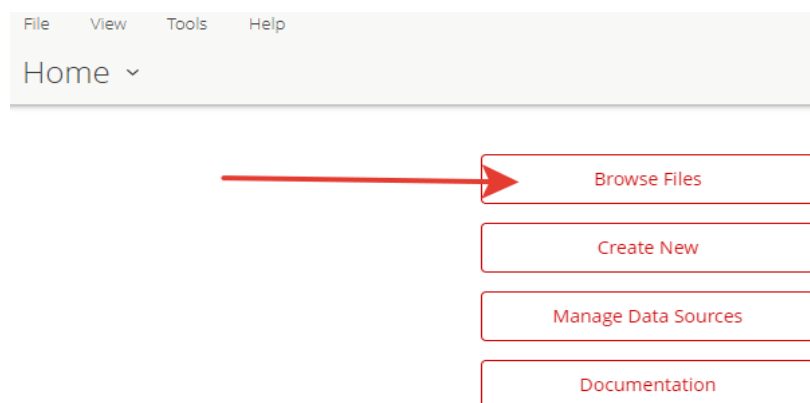 File View Tools Help
Home
Browse Files
Create New
Manage Data Sources
Documentation